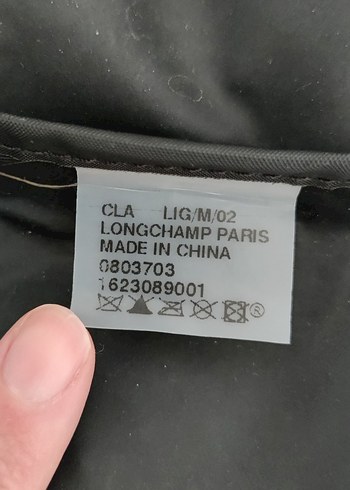 CLA LIG/M/02
LONGCHAMP PARIS
MADE IN CHINA
0803703
1623089001
®